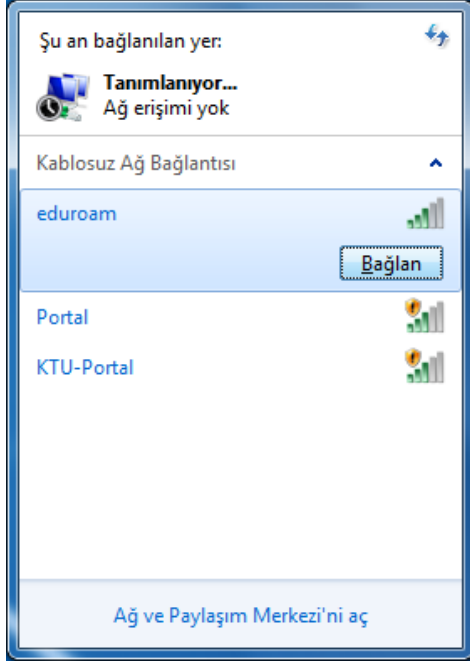 Şu an bağlanılan yer:
Tanımlanıyor...
Ağ erişimi yok
Kablosuz Ağ Bağlantısı
eduroam
Bağlan
Portal
KTU-Portal
Ağ ve Paylaşım Merkezi'ni aç